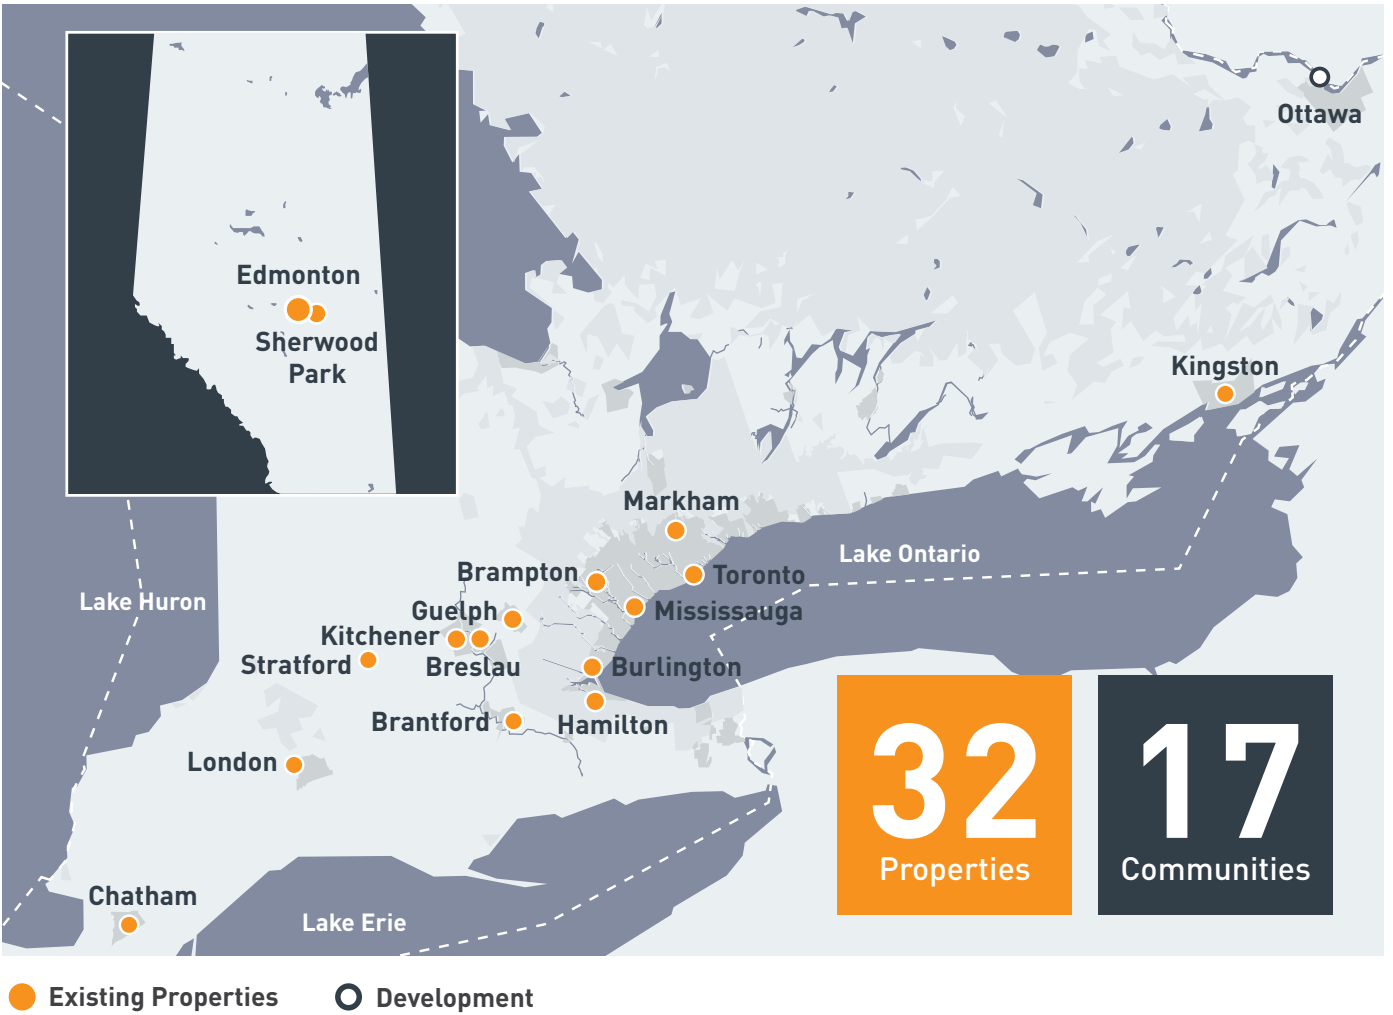 Ottawa
Edmonton
Sherwood
Park
Kingston
Markham
Lake Ontario
Brampton
Toronto
Lake Huron
Guelph
Mississauga
Kitchener
Stratford
Breslau
Burlington
Brantford
Hamilton
London
32
Properties
17
Communities
Chatham
Lake Erie
Existing Properties
Development